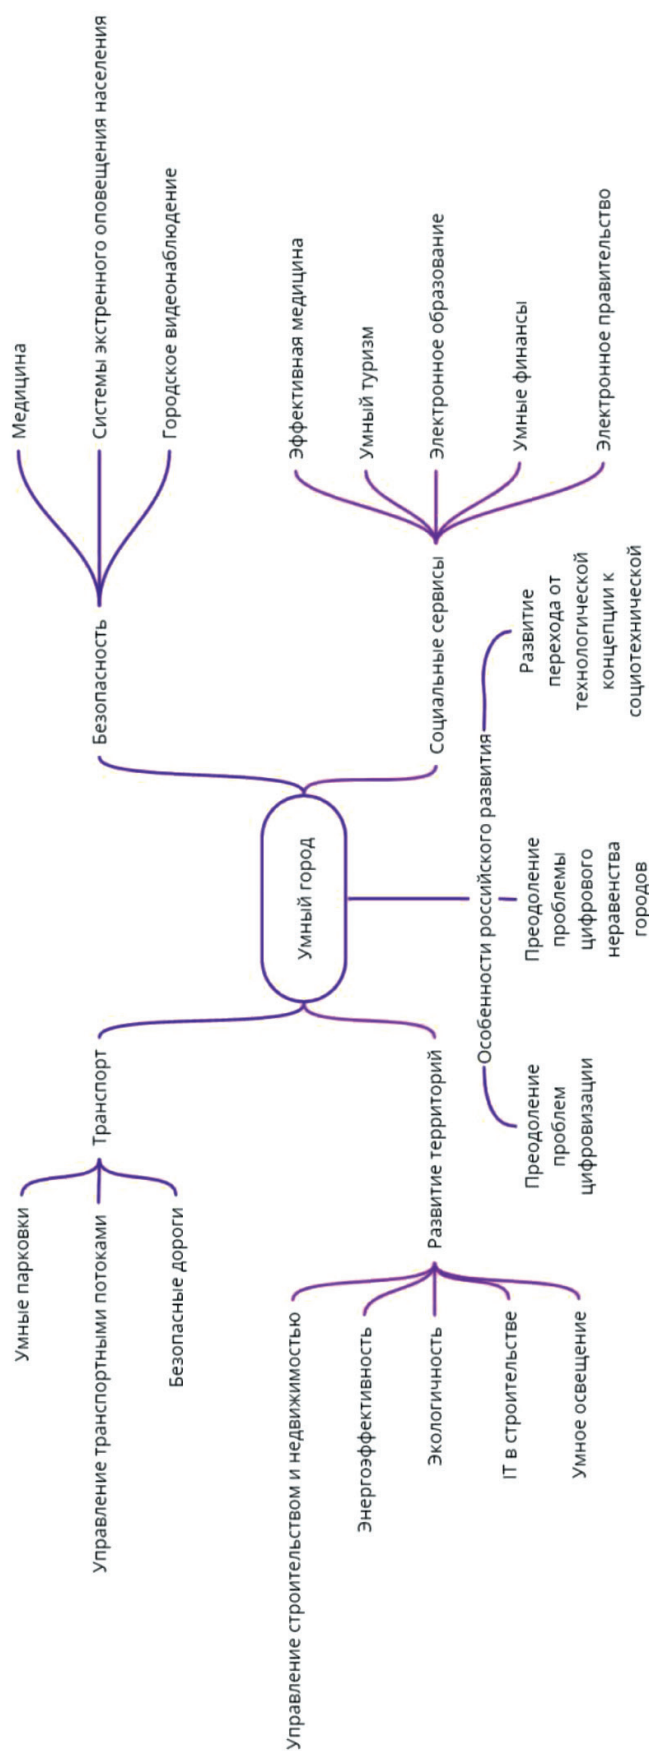 Умные парковки
Управление транспортными потоками
Безопасные дороги
Транспорт
Безопасность
Медицина
Системы экстренного оповещения населения
Городское видеонаблюдение
Умный город
Управление строительством и недвижимостью
Энергоэффективность
Экологичность
IT в строительстве
Умное освещение
Развитие территорий
Социальные сервисы
Эффективная медицина
Умный туризм
Электронное образование
Умные финансы
Электронное правительство
Особенности российского развития
Преодоление
проблем
цифровизации
Преодоление
проблемы
цифрового
неравенства
городов
Развитие
перехода от
технологической
концепции к
социотехнической